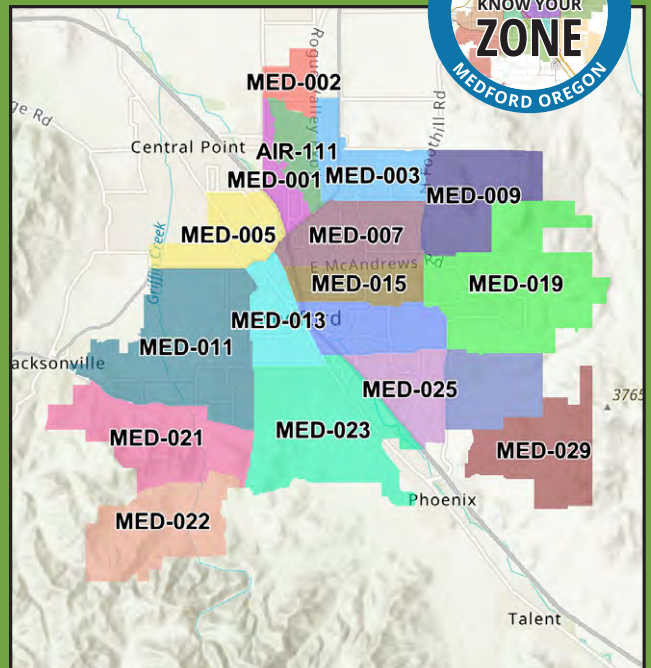 KNOW YOUR
ZONE
MEDFORD OREGON
MED-002
ge Rd
Rogue Valley
N Foothill Rd
Central Point
AIR-111
MED-001
MED-003
MED-009
MED-005
MED-007
Griffin Creek
E McAndrews Rd
MED-015
MED-019
MED-013
rd
MED-011
acksonville
MED-025
3765
MED-021
MED-023
MED-029
Phoenix
MED-022
Talent